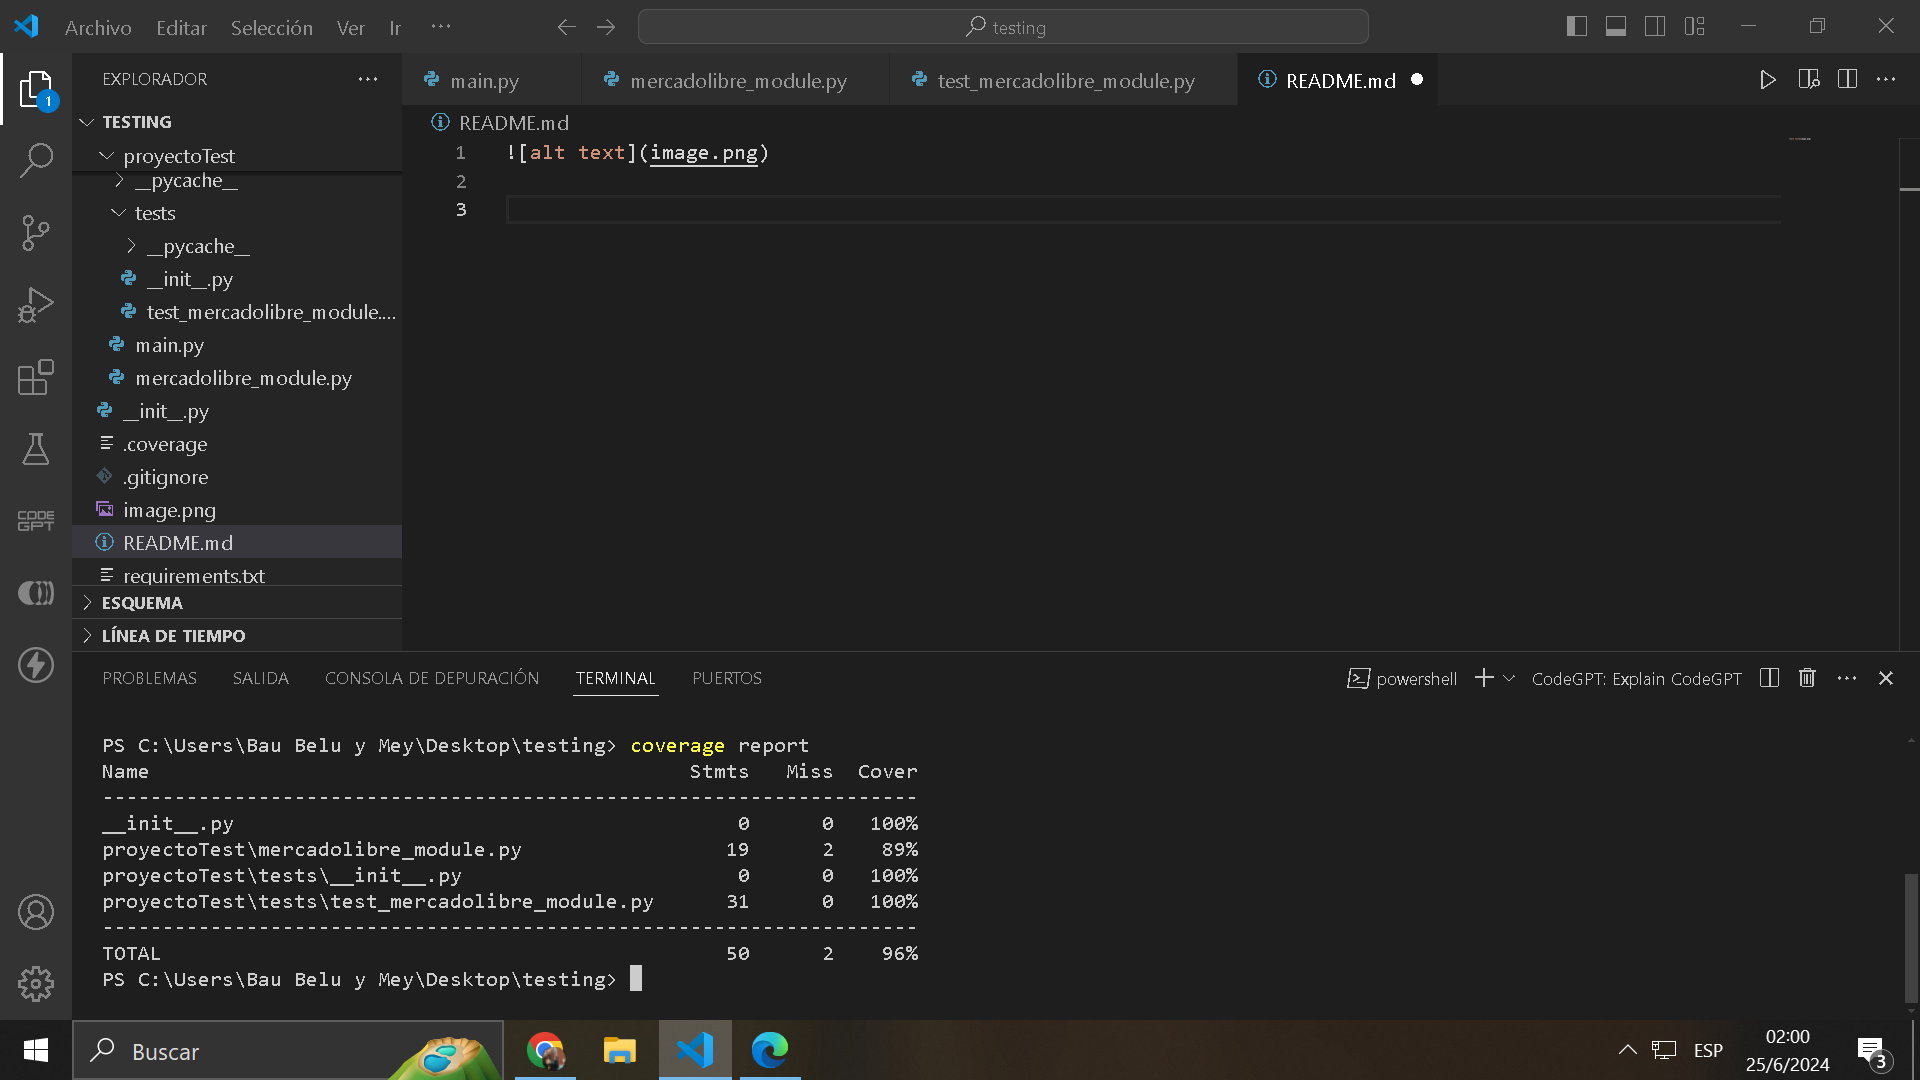 Archivo Editar Selección Ver Ir ··· testing
EXPLORADOR ···
TESTING
proyectoTest
__pycache__
tests
__pycache__
__init__.py
test_mercadolibre_module....
main.py
mercadolibre_module.py
__init__.py
.coverage
.gitignore
image.png
README.md
requirements.txt
ESQUEMA
LÍNEA DE TIEMPO
1
CODE
GPT
main.py mercadolibre_module.py test_mercadolibre_module.py README.md
README.md
1 ![alt text](image.png)
2
3
PROBLEMAS SALIDA CONSOLA DE DEPURACIÓN TERMINAL PUERTOS powershell CodeGPT: Explain CodeGPT
PS C:\Users\Bau Belu y Mey\Desktop\testing> coverage report
Name Stmts Miss Cover
---------------------------------------------------------------------
__init__.py 0 0 100%
proyectoTest\mercadolibre_module.py 19 2 89%
proyectoTest\tests\__init__.py 0 0 100%
proyectoTest\tests\test_mercadolibre_module.py 31 0 100%
---------------------------------------------------------------------
TOTAL 50 2 96%
PS C:\Users\Bau Belu y Mey\Desktop\testing>
Buscar ESP 02:00
25/6/2024 3